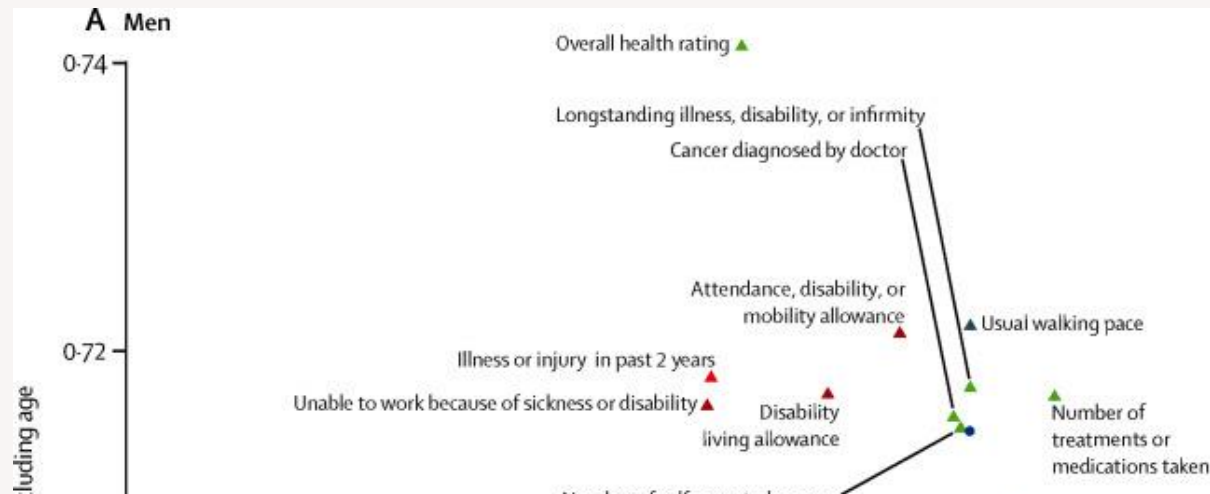 A Men
Overall health rating
0·74
Longstanding illness, disability, or infirmity
Cancer diagnosed by doctor
Attendance, disability, or
mobility allowance
Usual walking pace
0·72
Illness or injury in past 2 years
Unable to work because of sickness or disability
Disability
living allowance
Number of
treatments or
medications taken
cluding age